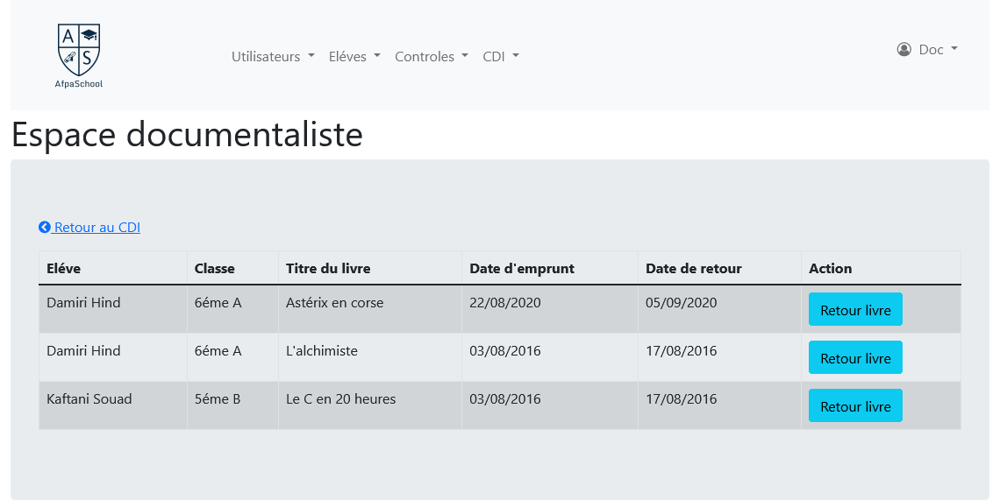 A S
AfpaSchool
Utilisateurs Eléves Controles CDI Doc
Espace documentaliste
Retour au CDI
Eléve Classe Titre du livre Date d'emprunt Date de retour Action
Damiri Hind 6éme A Astérix en corse 22/08/2020 05/09/2020 Retour livre
Damiri Hind 6éme A L'alchimiste 03/08/2016 17/08/2016 Retour livre
Kaftani Souad 5éme B Le C en 20 heures 03/08/2016 17/08/2016 Retour livre